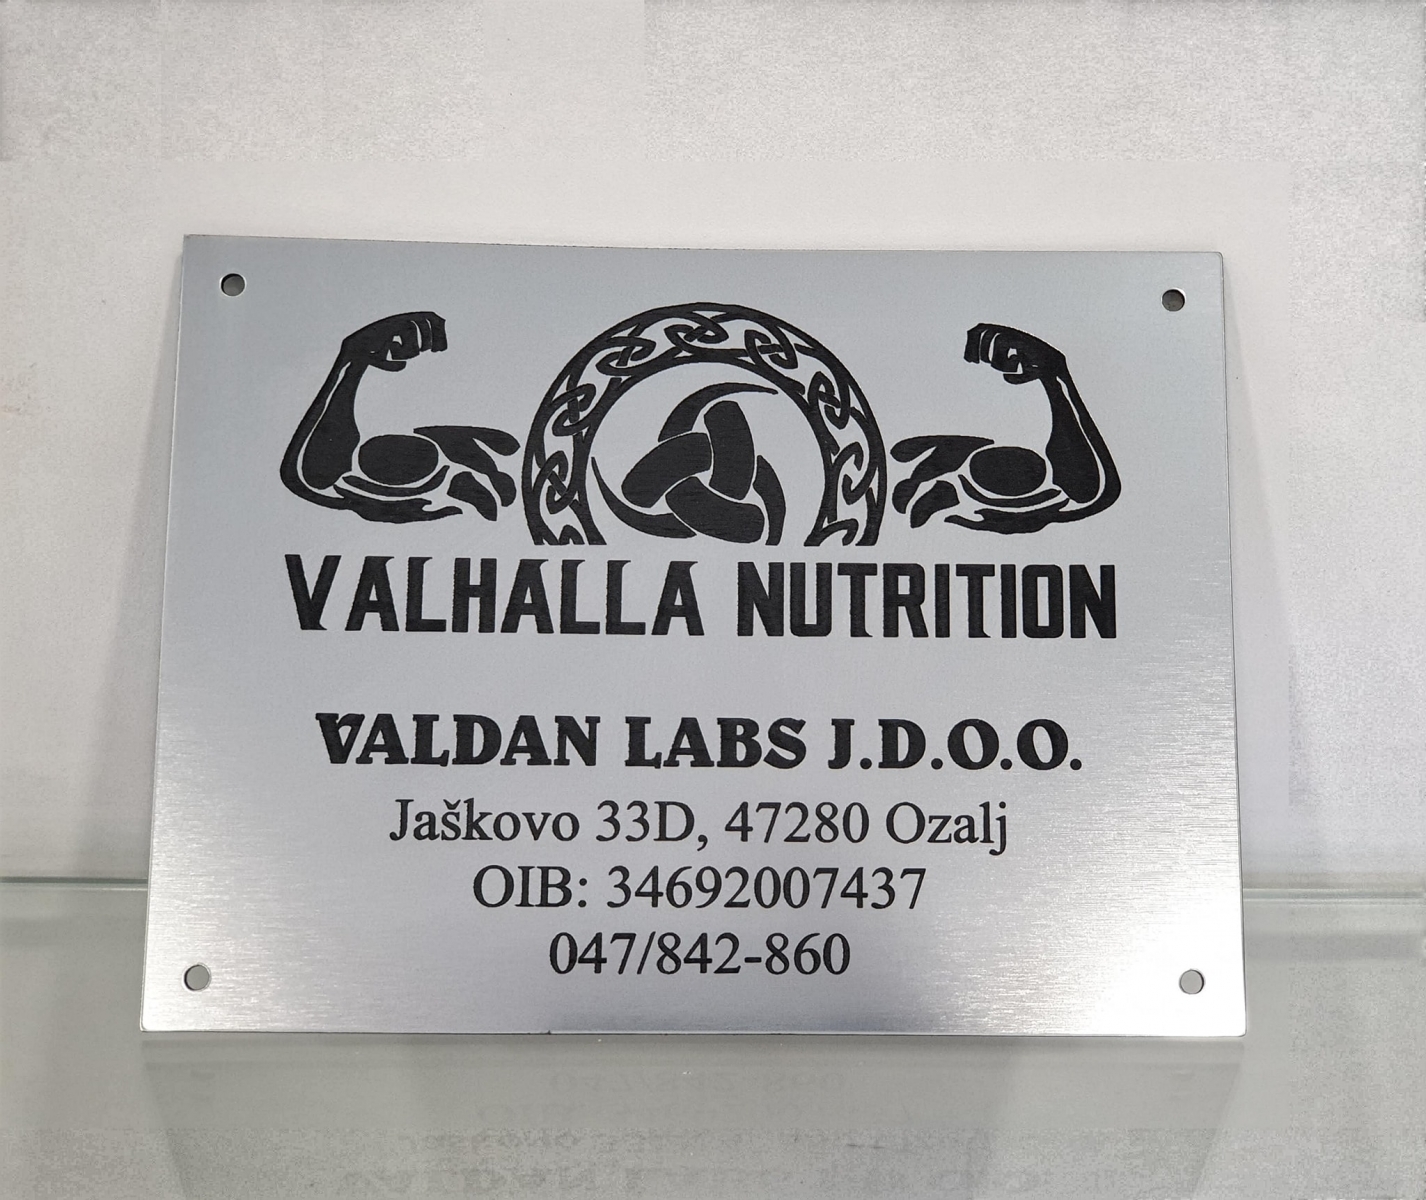 VALHALLA NUTRITION
VALDAN LABS J.D.O.O.
Jaškovo 33D, 47280 Ozalj
OIB: 34692007437
047/842-860